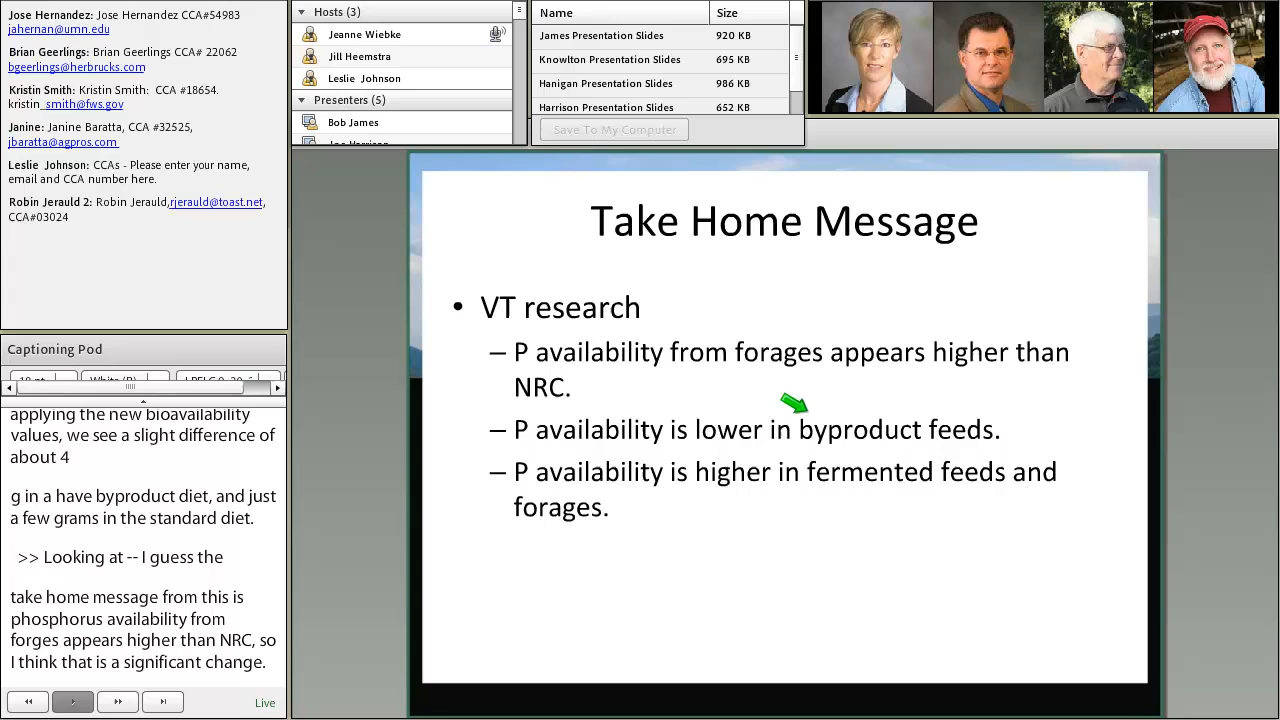 Jose Hernandez: Jose Hernandez CCA#54983
jahernan@umn.edu
Brian Geerlings: Brian Geerlings CCA# 22062
bgeerlings@herbrucks.com
Kristin Smith: Kristin Smith: CCA #18654.
kristin_smith@fws.gov
Janine: Janine Baratta, CCA #32525,
jbaratta@agpros.com
Leslie Johnson: CCAs - Please enter your name,
email and CCA number here.
Robin Jerauld 2: Robin Jerauld,rjerauld@toast.net,
CCA#03024
Captioning Pod
applying the new bioavailability
values, we see a slight difference of
about 4
g in a have byproduct diet, and just
a few grams in the standard diet.
>> Looking at -- I guess the
take home message from this is
phosphorus availability from
forges appears higher than NRC, so
I think that is a significant change.
Live
Hosts (3)
Jeanne Wiebke
Jill Heemstra
Leslie Johnson
Presenters (5)
Bob James
Name Size
James Presentation Slides 920 KB
Knowlton Presentation Slides 695 KB
Hanigan Presentation Slides 986 KB
Harrison Presentation Slides 652 KB
Save To My Computer
Take Home Message
• VT research
– P availability from forages appears higher than
NRC.
– P availability is lower in byproduct feeds.
– P availability is higher in fermented feeds and
forages.